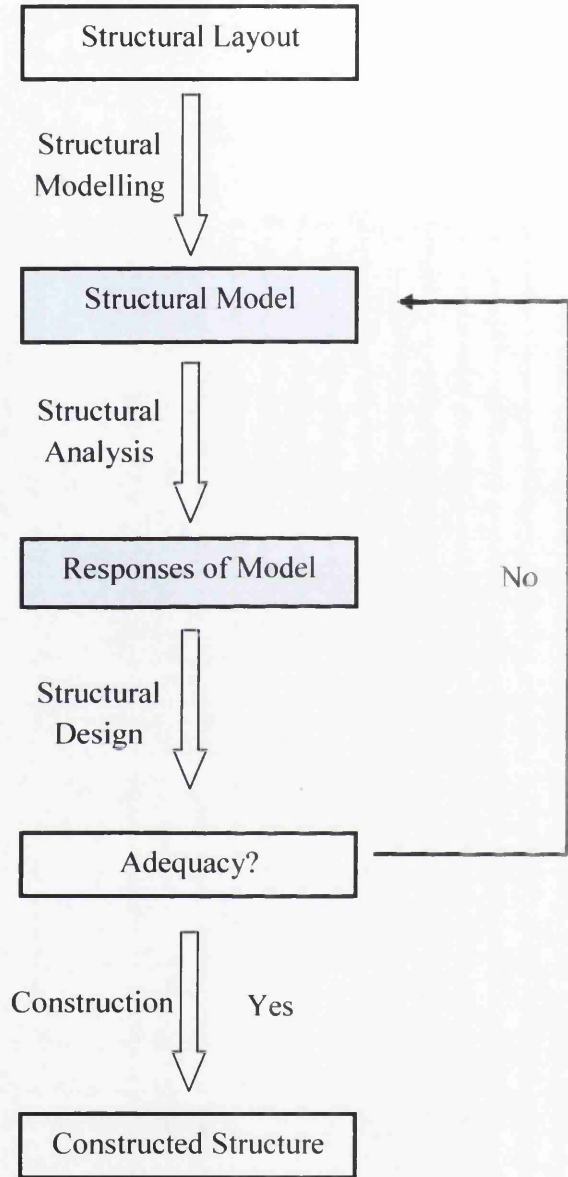 Structural Layout
Structural
Modelling
Structural Model
Structural
Analysis
Responses of Model
No
Structural
Design
Adequacy?
Construction
Yes
Constructed Structure